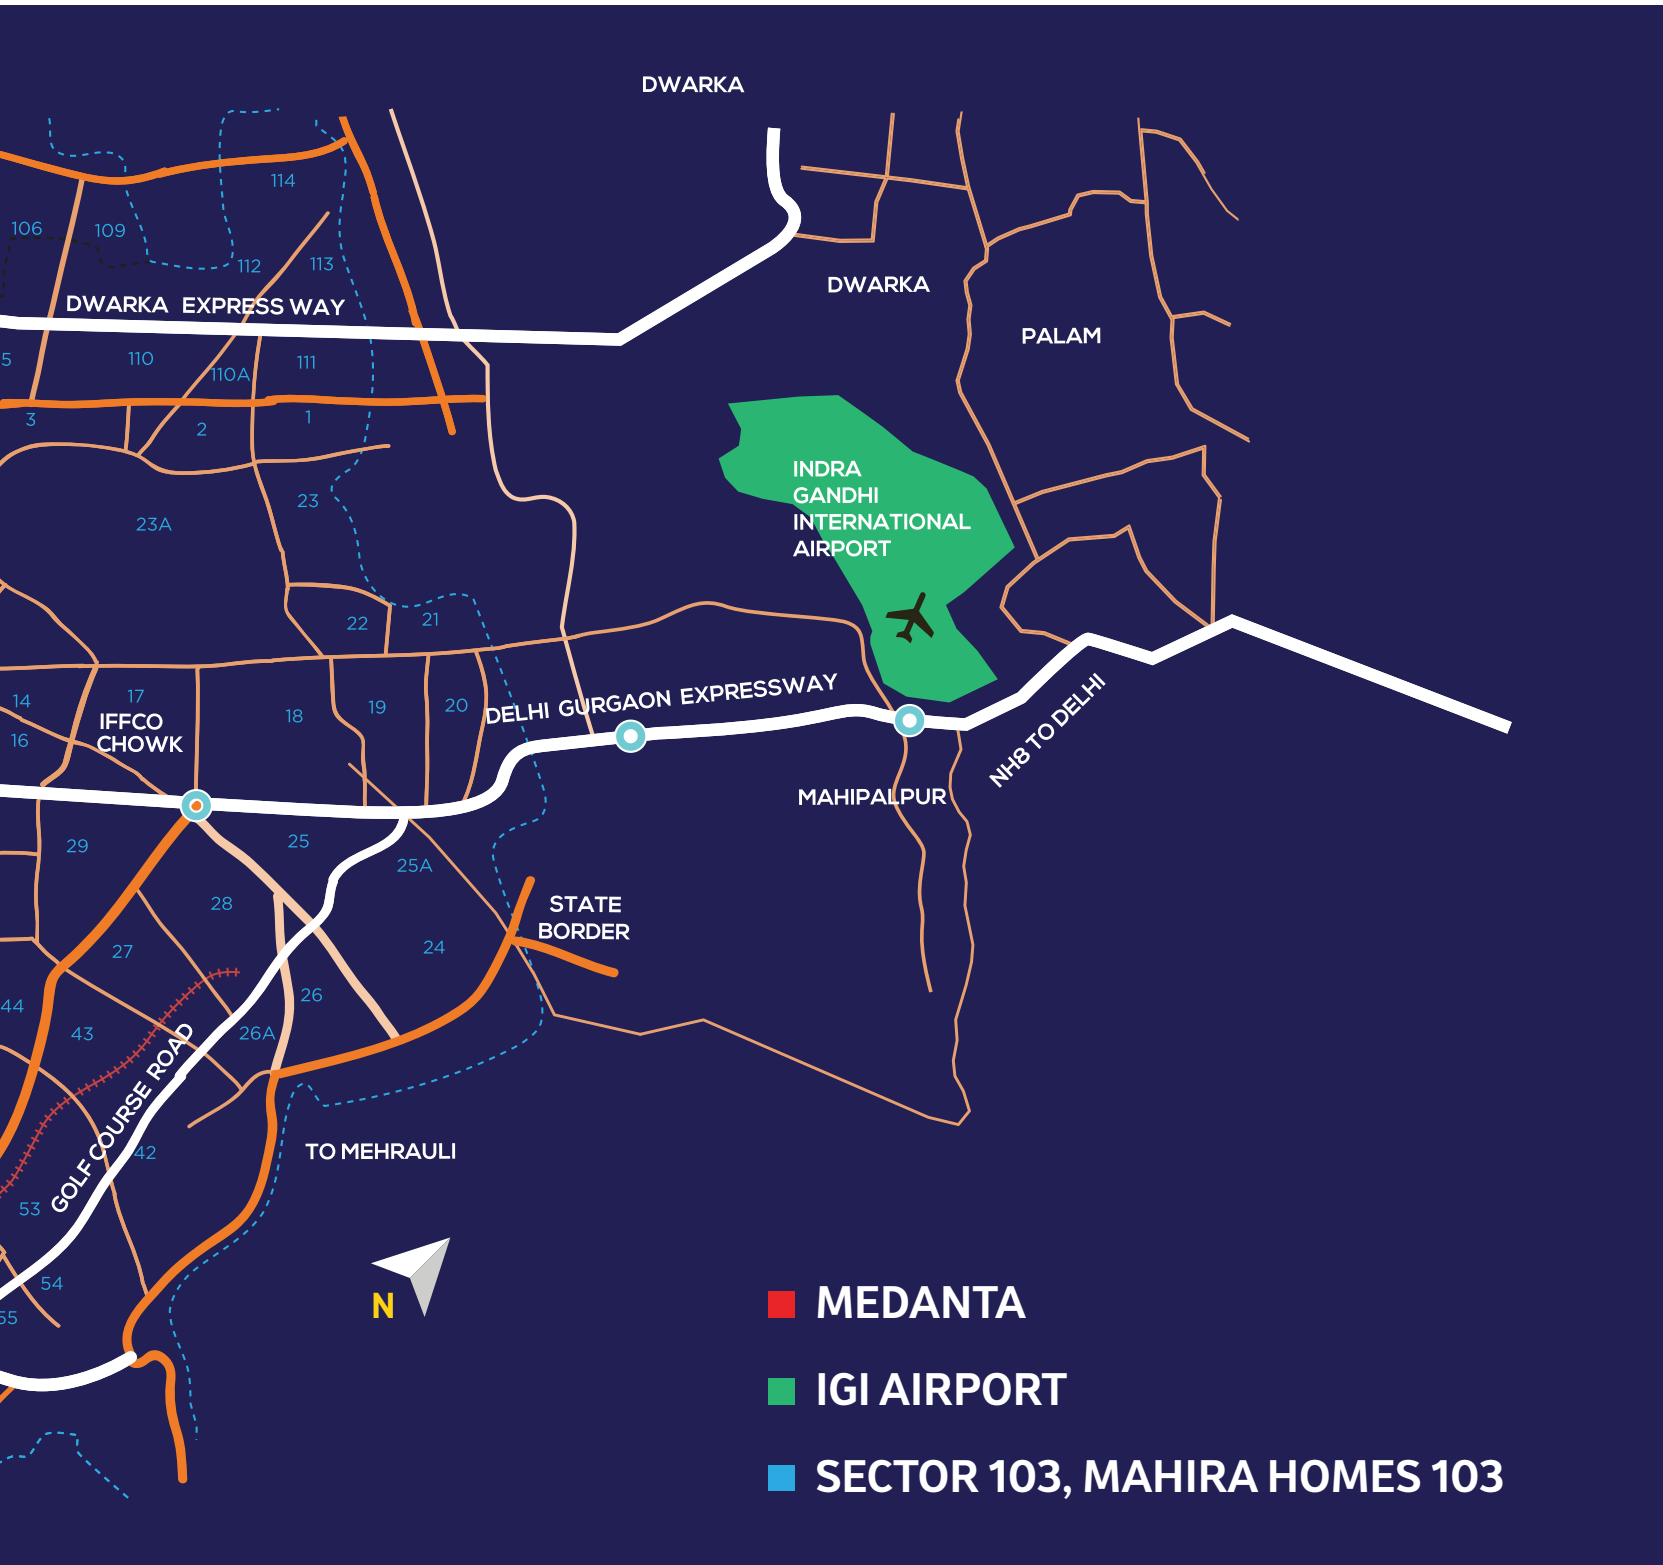 DWARKA
114
106
109
112
113
DWARKA
DWARKA EXPRESS WAY
PALAM
5
110
110A
111
3
2
1
INDRA
GANDHI
INTERNATIONAL
AIRPORT
23
23A
22
21
14
17
18
19
20
DELHI GURGAON EXPRESSWAY
IFFCO
CHOWK
16
NH8 TO DELHI
MAHIPALPUR
29
25
25A
28
STATE
BORDER
27
24
44
26
43
26A
GOLF COURSE ROAD
42
TO MEHRAULI
53
54
55
N
MEDANTA
IGI AIRPORT
SECTOR 103, MAHIRA HOMES 103